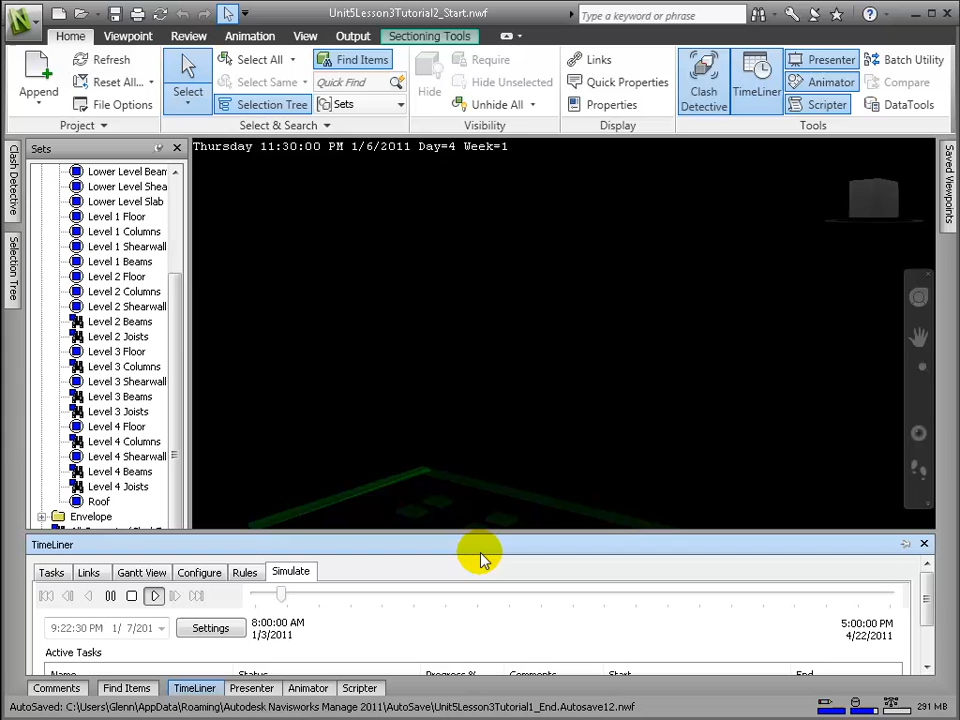 Unit5Lesson3Tutorial2_Start.nwf
Type a keyword or phrase
Home Viewpoint Review Animation View Output Sectioning Tools
Append
Refresh
Reset All...
File Options
Project
Select
Select All
Select Same
Selection Tree
Find Items
Quick Find
Sets
Select & Search
Hide
Require
Hide Unselected
Unhide All
Visibility
Links
Quick Properties
Properties
Display
Clash Detective
TimeLiner
Presenter
Animator
Scripter
Batch Utility
Compare
DataTools
Tools
Clash Detective
Selection Tree
Sets
Lower Level Beam
Lower Level Shea
Lower Level Slab
Level 1 Floor
Level 1 Columns
Level 1 Shearwall
Level 1 Beams
Level 2 Floor
Level 2 Columns
Level 2 Shearwall
Level 2 Beams
Level 2 Joists
Level 3 Floor
Level 3 Columns
Level 3 Shearwall
Level 3 Beams
Level 3 Joists
Level 4 Floor
Level 4 Columns
Level 4 Shearwall
Level 4 Beams
Level 4 Joists
Roof
Envelope
Thursday 11:30:00 PM 1/6/2011 Day=4 Week=1
Saved Viewpoints
TimeLiner
Tasks Links Gantt View Configure Rules Simulate
9:22:30 PM 1/ 7/201
Settings
8:00:00 AM
1/3/2011
5:00:00 PM
4/22/2011
Active Tasks
Name Status Progress % Comments Start End
Comments Find Items TimeLiner Presenter Animator Scripter
AutoSaved: C:\Users\Glenn\AppData\Roaming\Autodesk Navisworks Manage 2011\AutoSave\Unit5Lesson3Tutorial1_End.Autosave12.nwf
291 MB